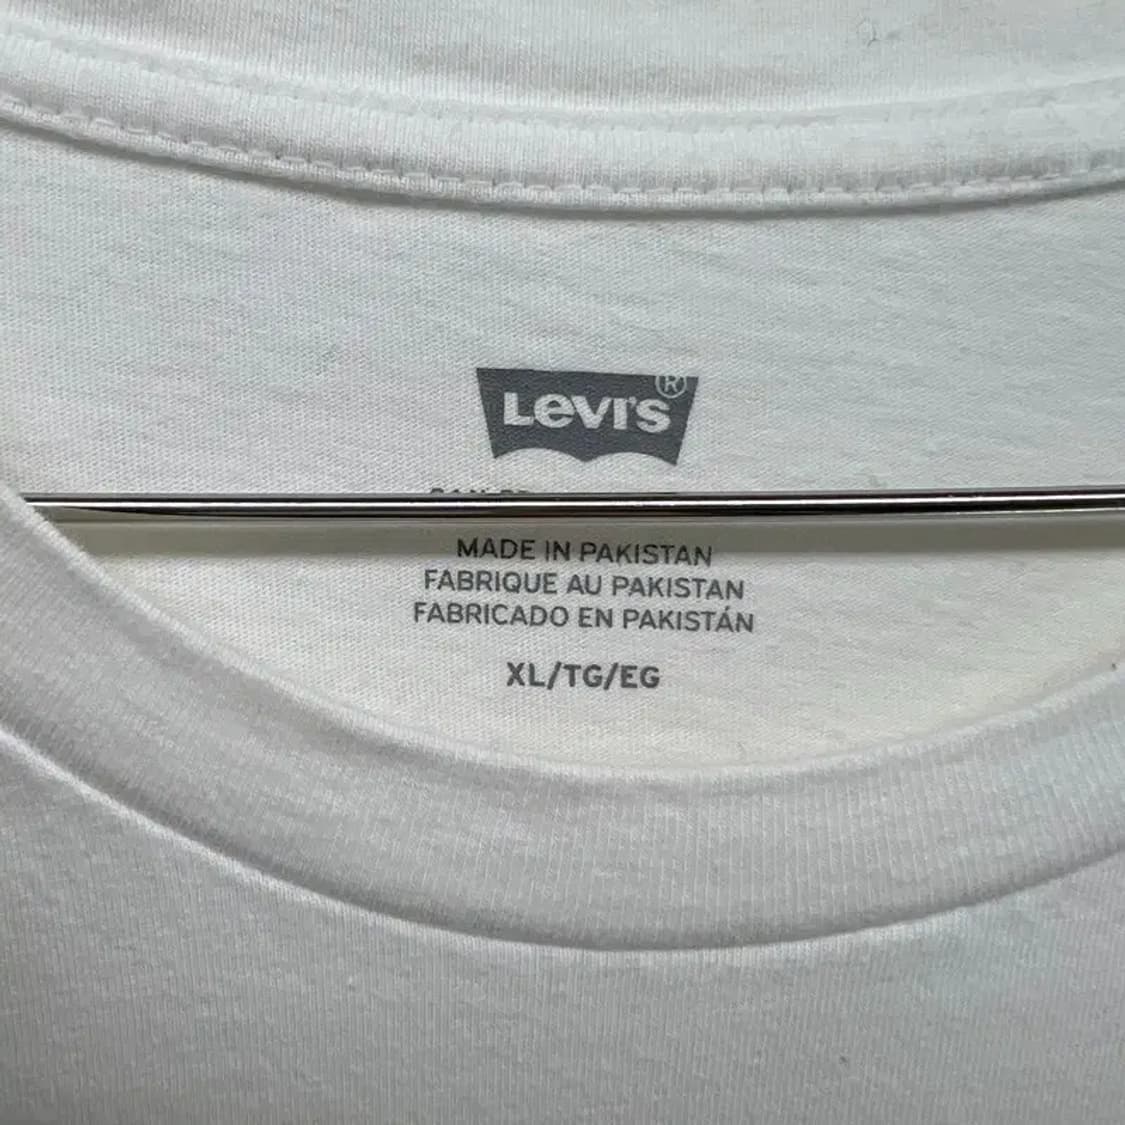 Levi's®
MADE IN PAKISTAN
FABRIQUE AU PAKISTAN
FABRICADO EN PAKISTÁN
XL/TG/EG